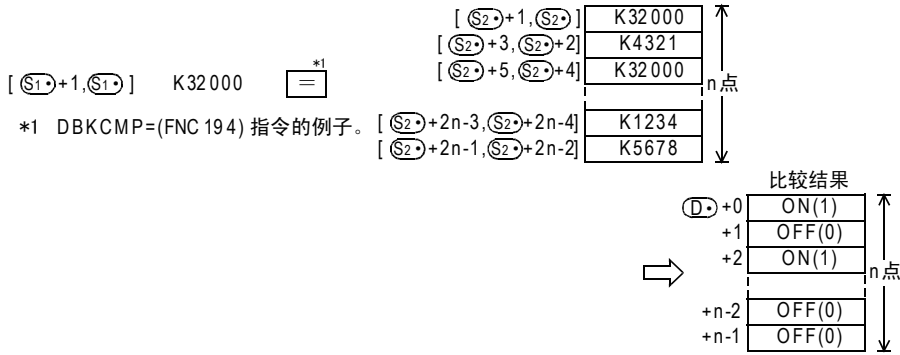 [ S2• +1, S2• ] K32000
[ S2• +3, S2• +2] K4321
[ S2• +5, S2• +4] K32000
[ S1• +1, S1• ] K32000 = *1
n点
*1 DBKCMP=(FNC 194) 指令的例子。
[ S2• +2n-3, S2• +2n-4] K1234
[ S2• +2n-1, S2• +2n-2] K5678
比较结果
D• +0 ON(1)
+1 OFF(0)
+2 ON(1)
n点
+n-2 OFF(0)
+n-1 OFF(0)